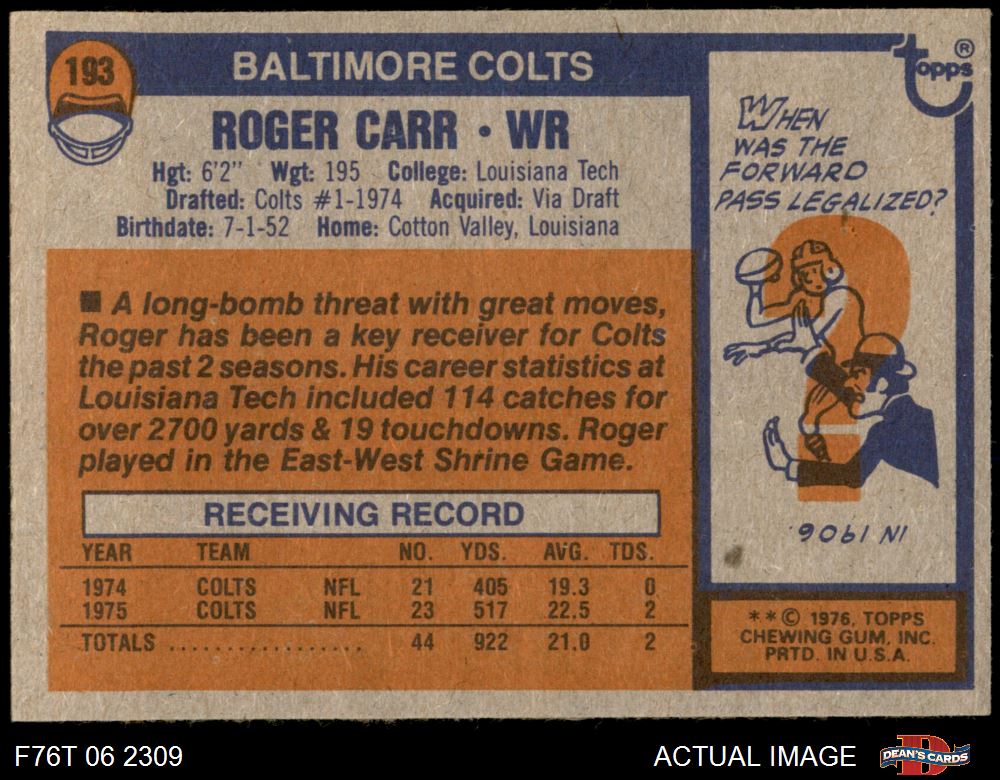 193
BALTIMORE COLTS
ROGER CARR • WR
Hgt: 6'2" Wgt: 195 College: Louisiana Tech
Drafted: Colts #1-1974 Acquired: Via Draft
Birthdate: 7-1-52 Home: Cotton Valley, Louisiana
■ A long-bomb threat with great moves,
Roger has been a key receiver for Colts
the past 2 seasons. His career statistics at
Louisiana Tech included 114 catches for
over 2700 yards & 19 touchdowns. Roger
played in the East-West Shrine Game.
RECEIVING RECORD
YEAR TEAM NO. YDS. AVG. TDS.
1974 COLTS NFL 21 405 19.3 0
1975 COLTS NFL 23 517 22.5 2
TOTALS ................. 44 922 21.0 2
topps ®
WHEN
WAS THE
FORWARD
PASS LEGALIZED?
IN 1906.
**© 1976, TOPPS
CHEWING GUM, INC.
PRTD. IN U.S.A.
F76T 06 2309
ACTUAL IMAGE
DEAN'S CARDS